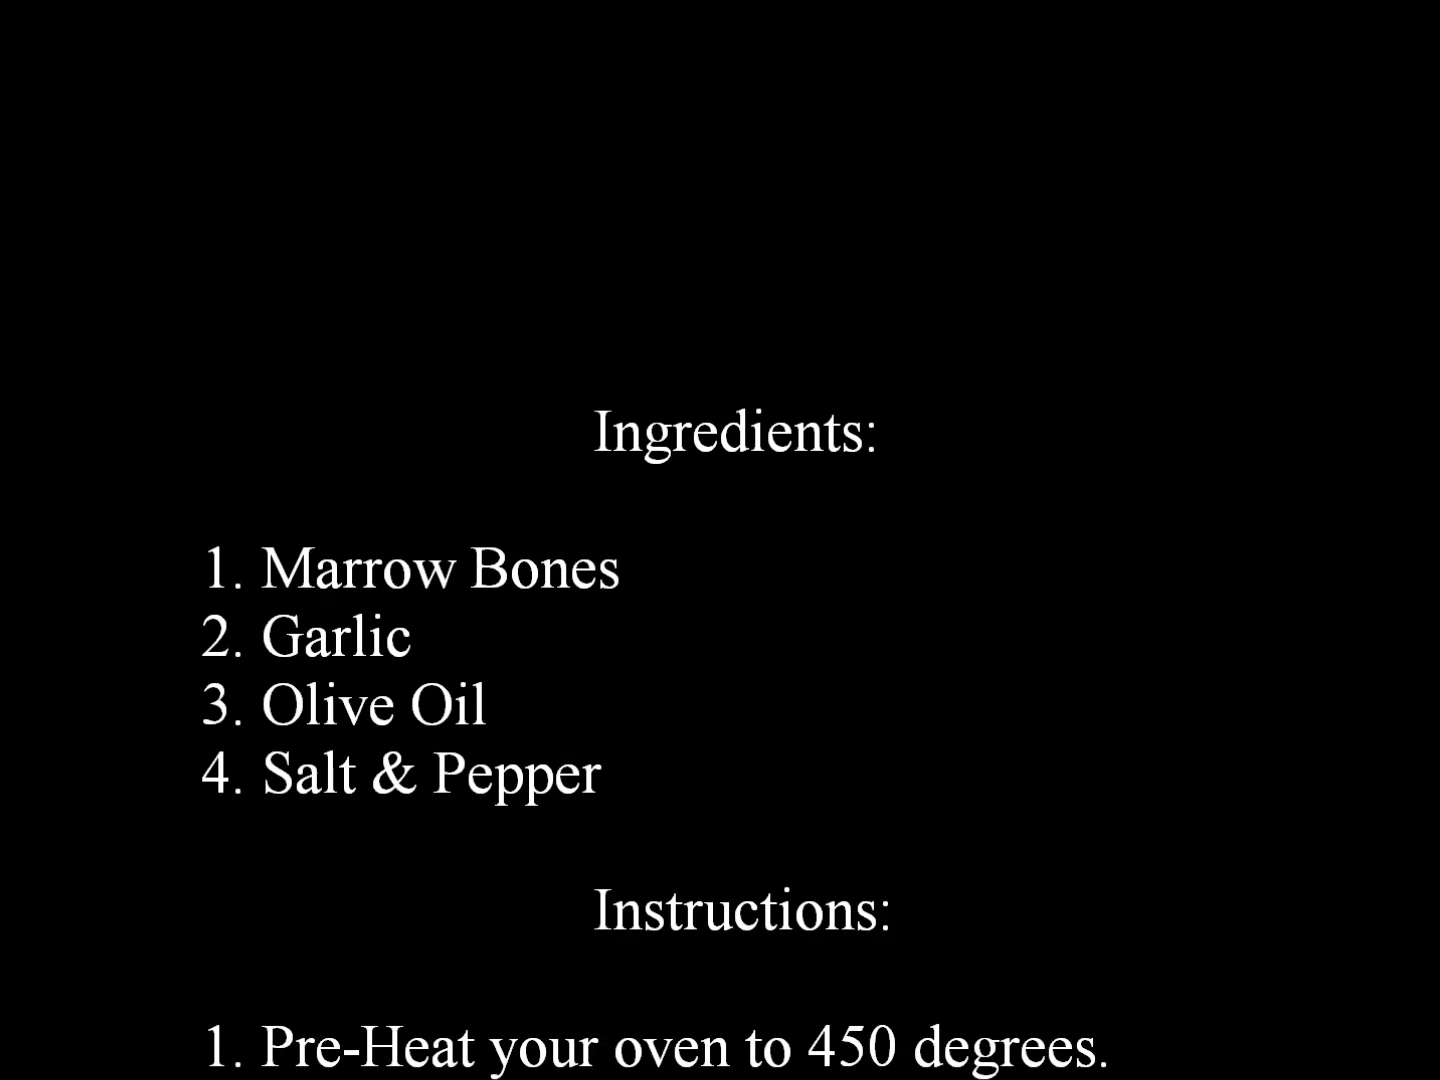 Ingredients:
1. Marrow Bones
2. Garlic
3. Olive Oil
4. Salt & Pepper
Instructions:
1. Pre-Heat your oven to 450 degrees.